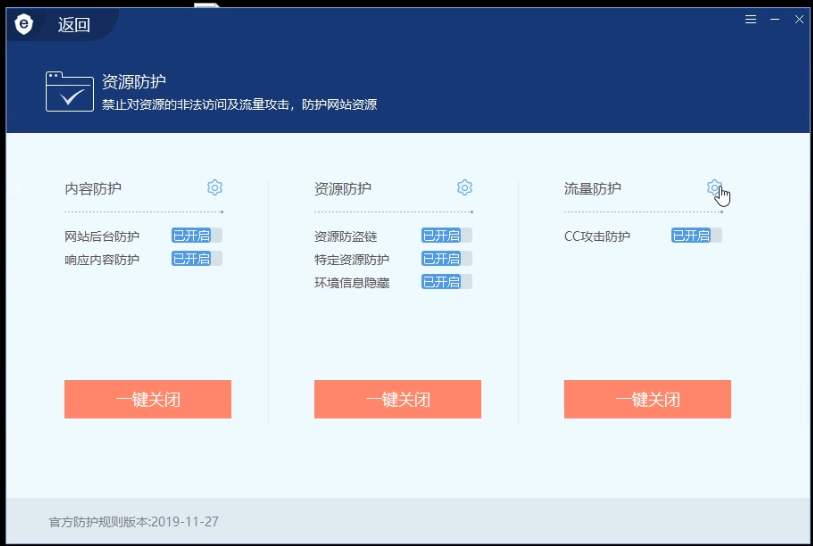 返回
资源防护
禁止对资源的非法访问及流量攻击，防护网站资源
内容防护
网站后台防护 已开启
响应内容防护 已开启
一键关闭
资源防护
资源防盗链 已开启
特定资源防护 已开启
环境信息隐藏 已开启
一键关闭
流量防护
CC攻击防护 已开启
一键关闭
官方防护规则版本:2019-11-27